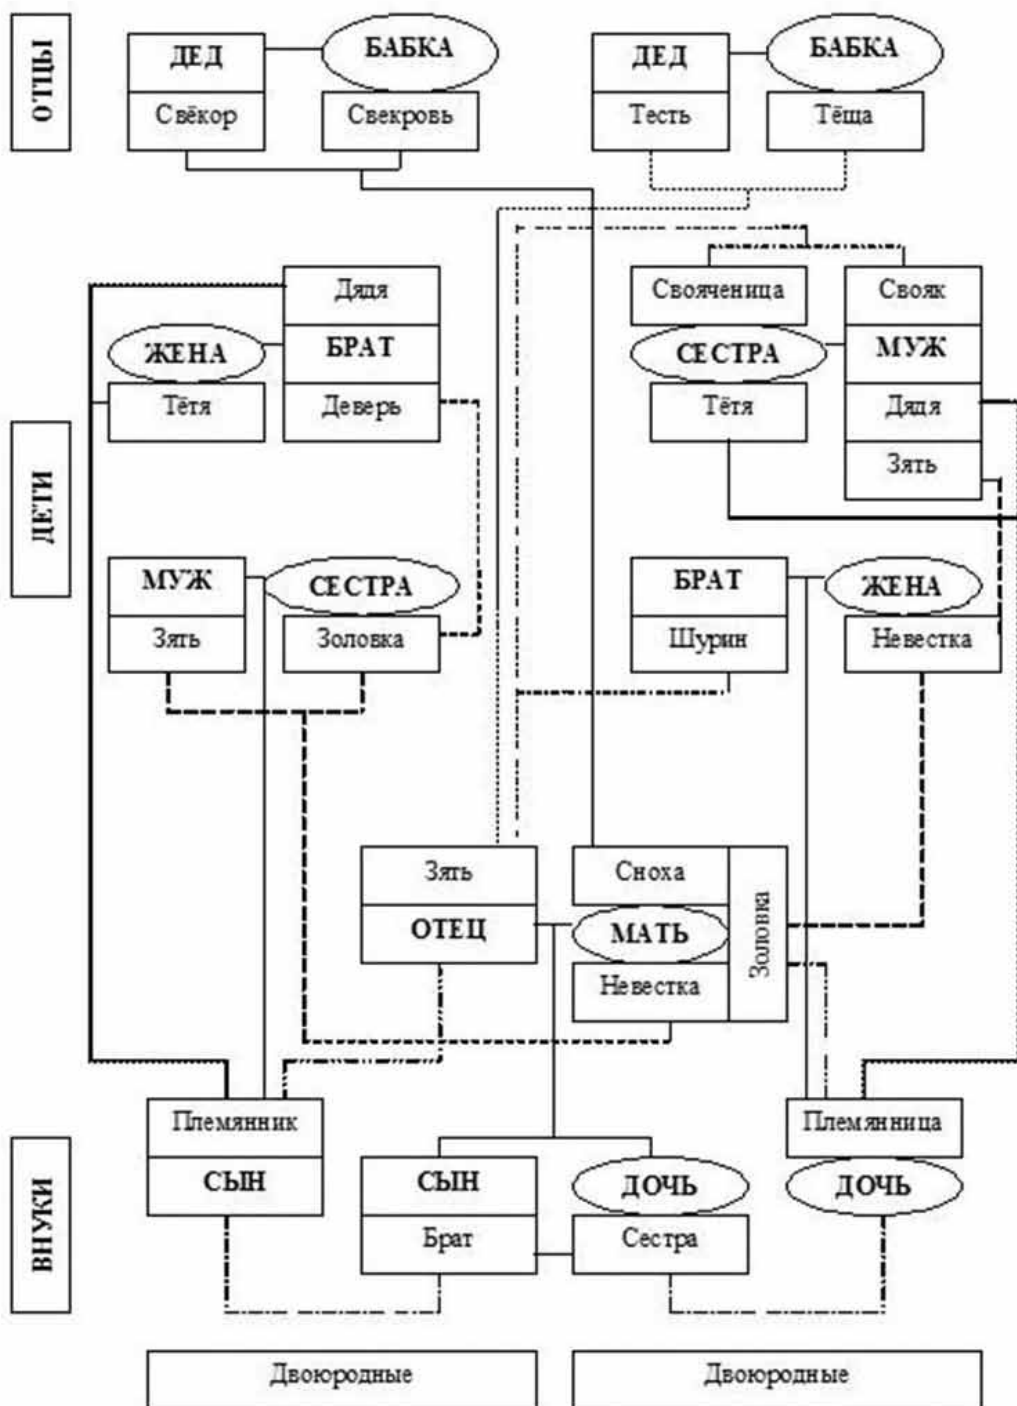 ОТЦЫ
ДЕД
БАБКА
ДЕД
БАБКА
Свёкор
Свекровь
Тесть
Тёща
ДЕТИ
Дядя
Свояченица
Свояк
ЖЕНА
БРАТ
СЕСТРА
МУЖ
Тётя
Деверь
Тётя
Дядя
Зять
МУЖ
СЕСТРА
БРАТ
ЖЕНА
Зять
Золовка
Шурин
Невестка
Зять
Сноха
ОТЕЦ
МАТЬ
Золовка
Невестка
ВНУКИ
Племянник
Племянница
СЫН
СЫН
ДОЧЬ
ДОЧЬ
Брат
Сестра
Двоюродные
Двоюродные